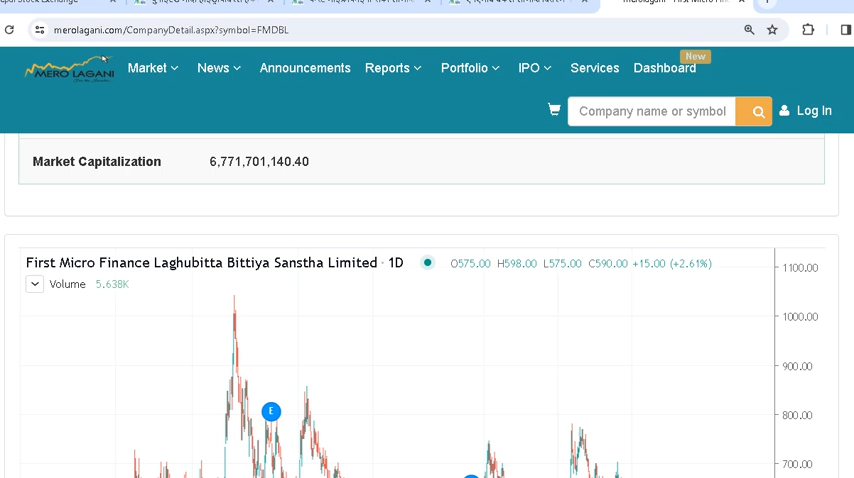 merolagani.com/CompanyDetail.aspx?symbol=FMDBL
MERO LAGANI
Market
News
Announcements
Reports
Portfolio
IPO
Services
Dashboard
New
Company name or symbol
Log In
Market Capitalization 6,771,701,140.40
First Micro Finance Laghubitta Bittiya Sanstha Limited · 1D O575.00 H598.00 L575.00 C590.00 +15.00 (+2.61%)
Volume 5.638K
1100.00
1000.00
900.00
E
800.00
700.00